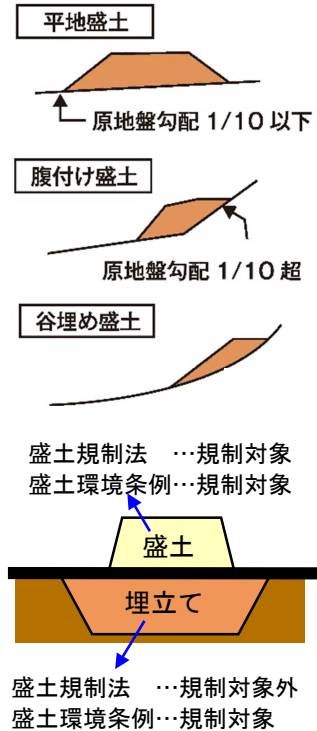 平地盛土
原地盤勾配 1/10 以下
腹付け盛土
原地盤勾配 1/10 超
谷埋め盛土
盛土規制法　…規制対象
盛土環境条例…規制対象
盛土
埋立て
盛土規制法　…規制対象外
盛土環境条例…規制対象